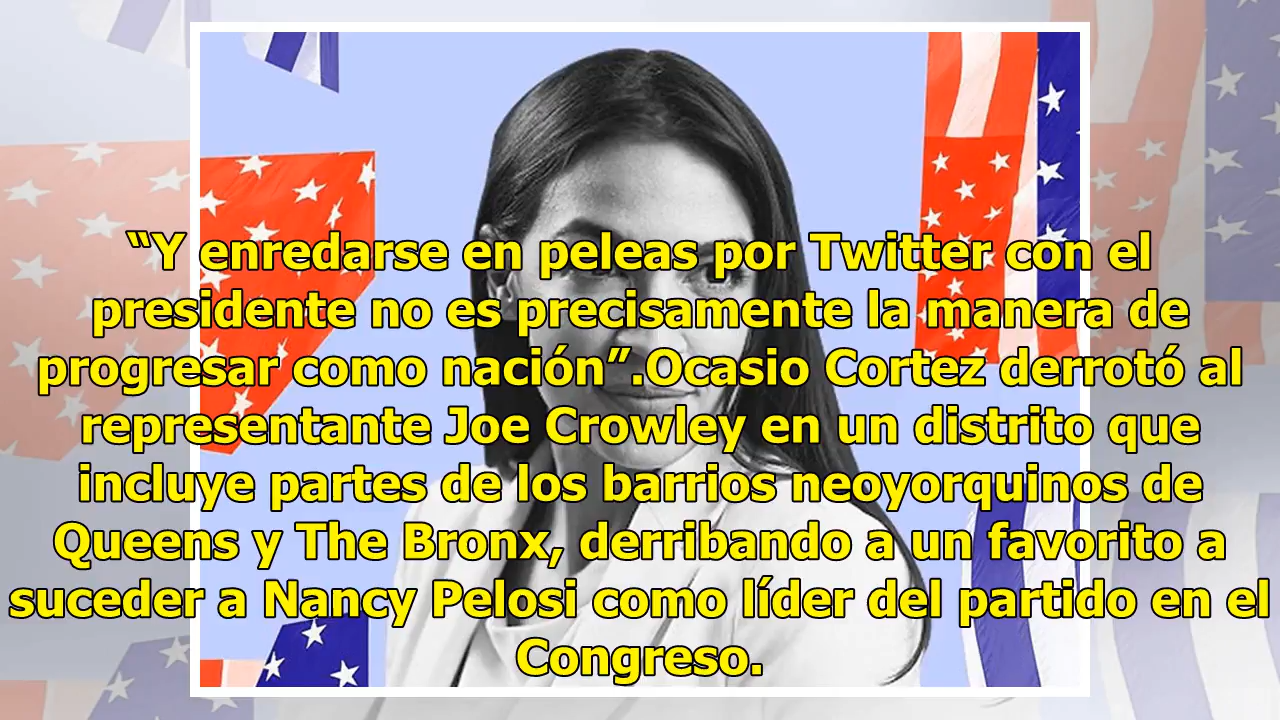 “Y enredarse en peleas por Twitter con el
presidente no es precisamente la manera de
progresar como nación”.Ocasio Cortez derrotó al
representante Joe Crowley en un distrito que
incluye partes de los barrios neoyorquinos de
Queens y The Bronx, derribando a un favorito a
suceder a Nancy Pelosi como líder del partido en el
Congreso.